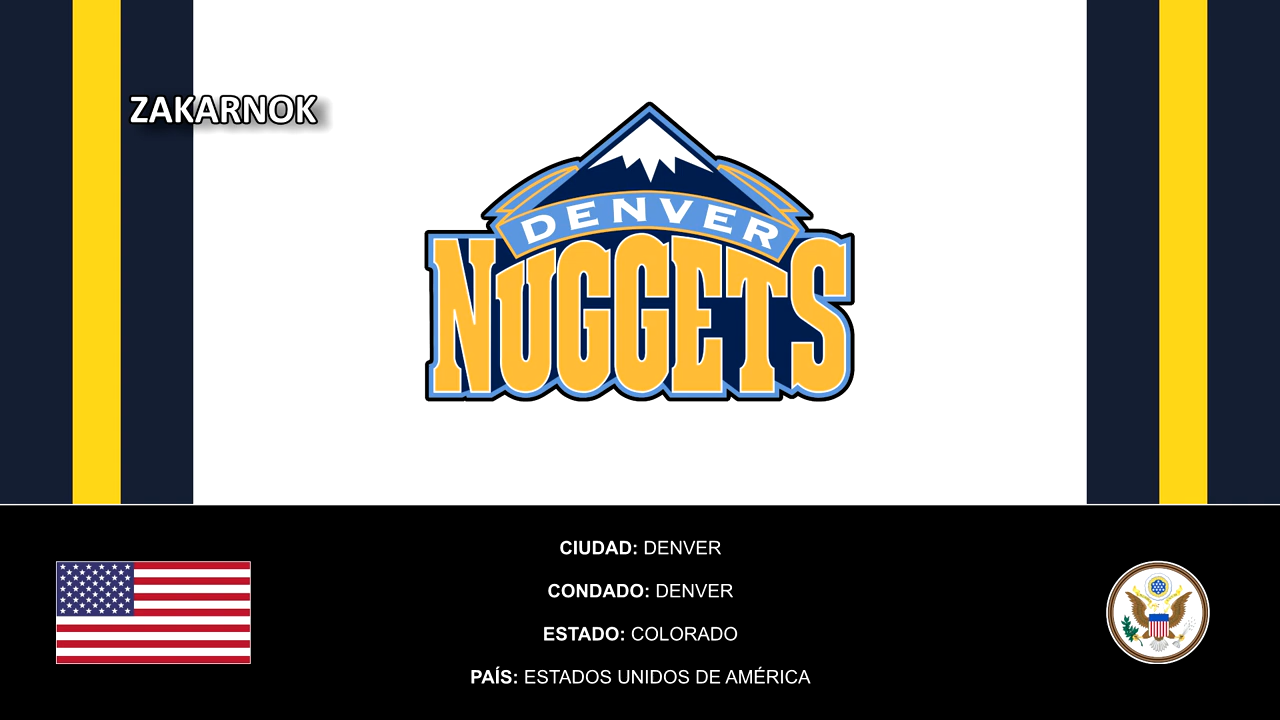 ZAKARNOK
DENVER
NUGGETS
CIUDAD: DENVER
CONDADO: DENVER
ESTADO: COLORADO
PAÍS: ESTADOS UNIDOS DE AMÉRICA